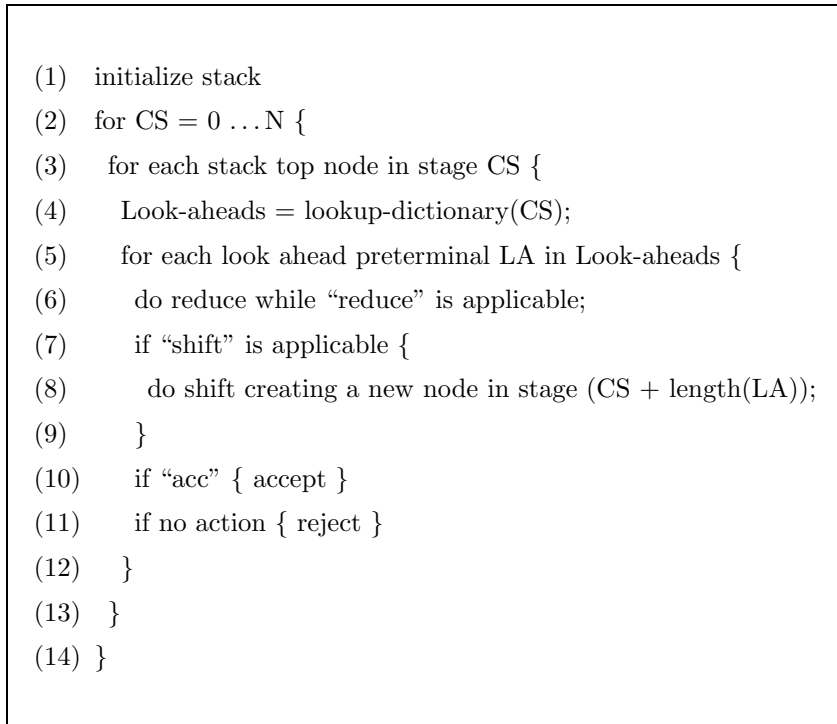 (1) initialize stack
(2) for CS = 0 … N {
(3) for each stack top node in stage CS {
(4) Look-aheads = lookup-dictionary(CS);
(5) for each look ahead preterminal LA in Look-aheads {
(6) do reduce while “reduce” is applicable;
(7) if “shift” is applicable {
(8) do shift creating a new node in stage (CS + length(LA));
(9) }
(10) if “acc” { accept }
(11) if no action { reject }
(12) }
(13) }
(14) }